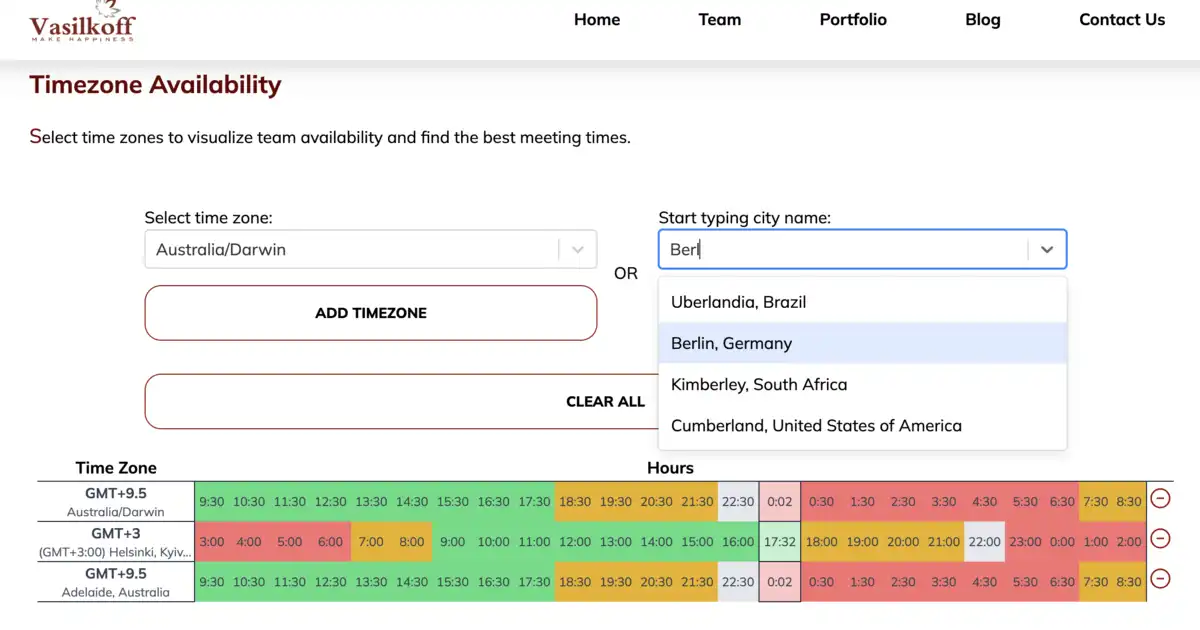 Vasilkoff
MAKE HAPPINESS
Home Team Portfolio Blog Contact Us
Timezone Availability
Select time zones to visualize team availability and find the best meeting times.
Select time zone:
Australia/Darwin
ADD TIMEZONE
OR
Start typing city name:
Berl
Uberlandia, Brazil
Berlin, Germany
Kimberley, South Africa
Cumberland, United States of America
CLEAR ALL
Time Zone Hours
GMT+9.5
Australia/Darwin
9:30 10:30 11:30 12:30 13:30 14:30 15:30 16:30 17:30 18:30 19:30 20:30 21:30 22:30 0:02 0:30 1:30 2:30 3:30 4:30 5:30 6:30 7:30 8:30
GMT+3
(GMT+3:00) Helsinki, Kyiv...
3:00 4:00 5:00 6:00 7:00 8:00 9:00 10:00 11:00 12:00 13:00 14:00 15:00 16:00 17:32 18:00 19:00 20:00 21:00 22:00 23:00 0:00 1:00 2:00
GMT+9.5
Adelaide, Australia
9:30 10:30 11:30 12:30 13:30 14:30 15:30 16:30 17:30 18:30 19:30 20:30 21:30 22:30 0:02 0:30 1:30 2:30 3:30 4:30 5:30 6:30 7:30 8:30